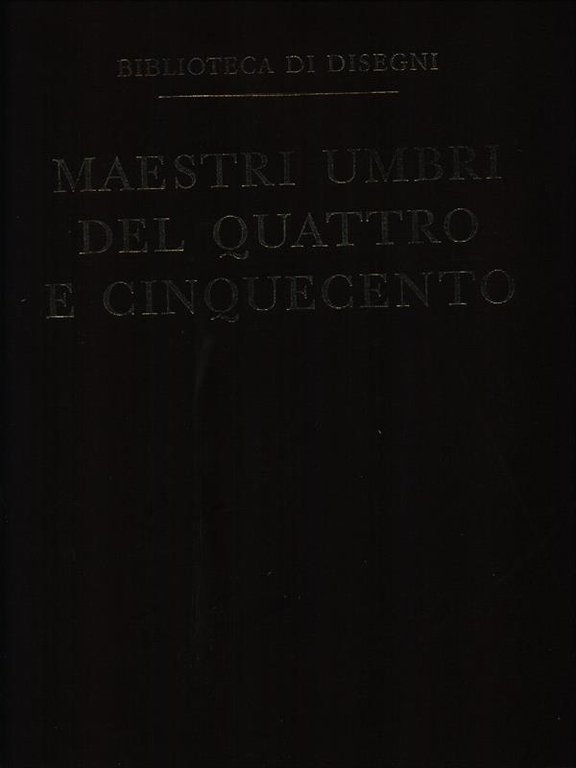 BIBLIOTECA DI DISEGNI
MAESTRI UMBRI
DEL QUATTRO
E CINQUECENTO